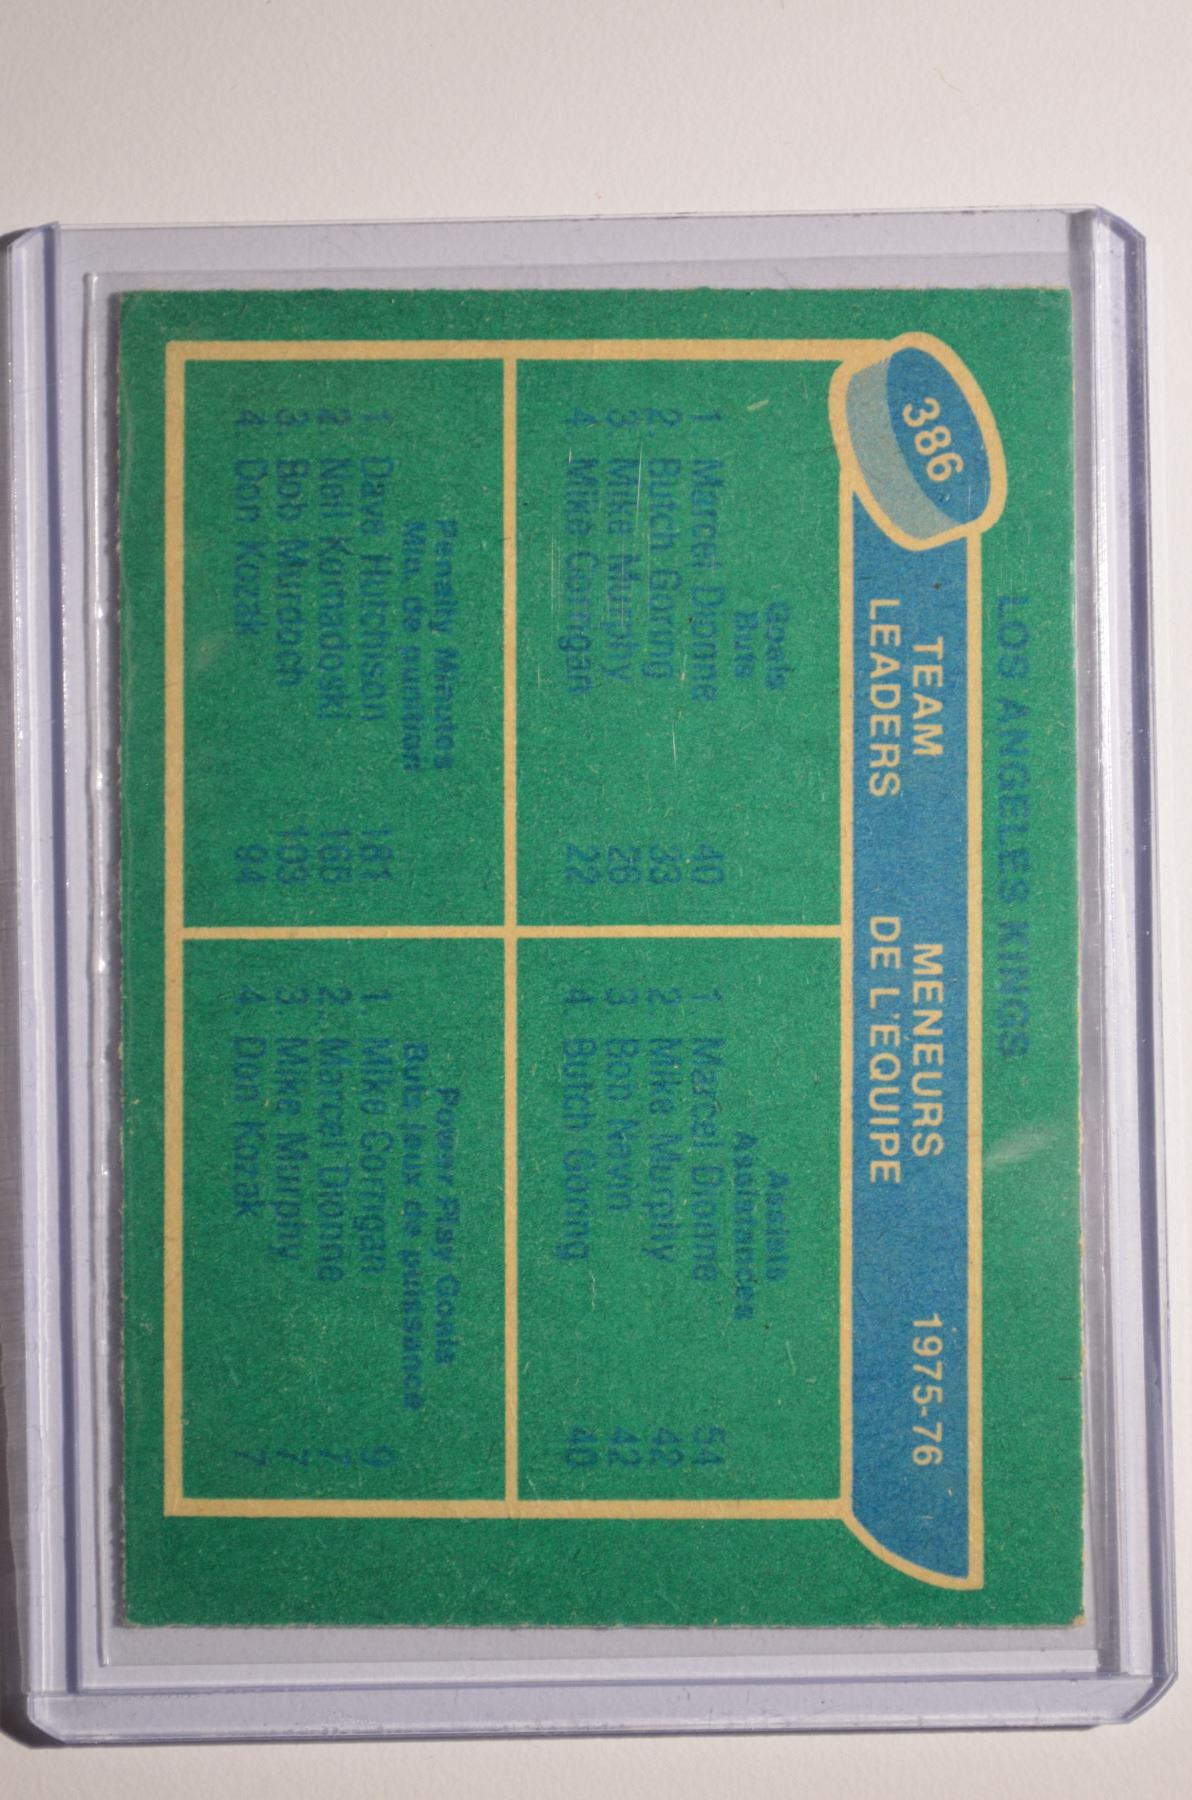 LOS ANGELES KINGS
386
TEAM LEADERS
MENEURS DE L'ÉQUIPE
1975-76
Goals
Buts
1. Marcel Dionne 40
2. Butch Goring 33
3. Mike Murphy 26
4. Mike Corrigan 22
Assists
Assistances
1. Marcel Dionne 54
2. Mike Murphy 42
3. Bob Nevin 42
4. Butch Goring 40
Penalty Minutes
Min. de punition
1. Dave Hutchison 181
2. Neil Komadoski 165
3. Bob Murdoch 103
4. Don Kozak 94
Power Play Goals
Buts jeux de puissance
1. Mike Corrigan 9
2. Marcel Dionne 7
3. Mike Murphy 7
4. Don Kozak 7